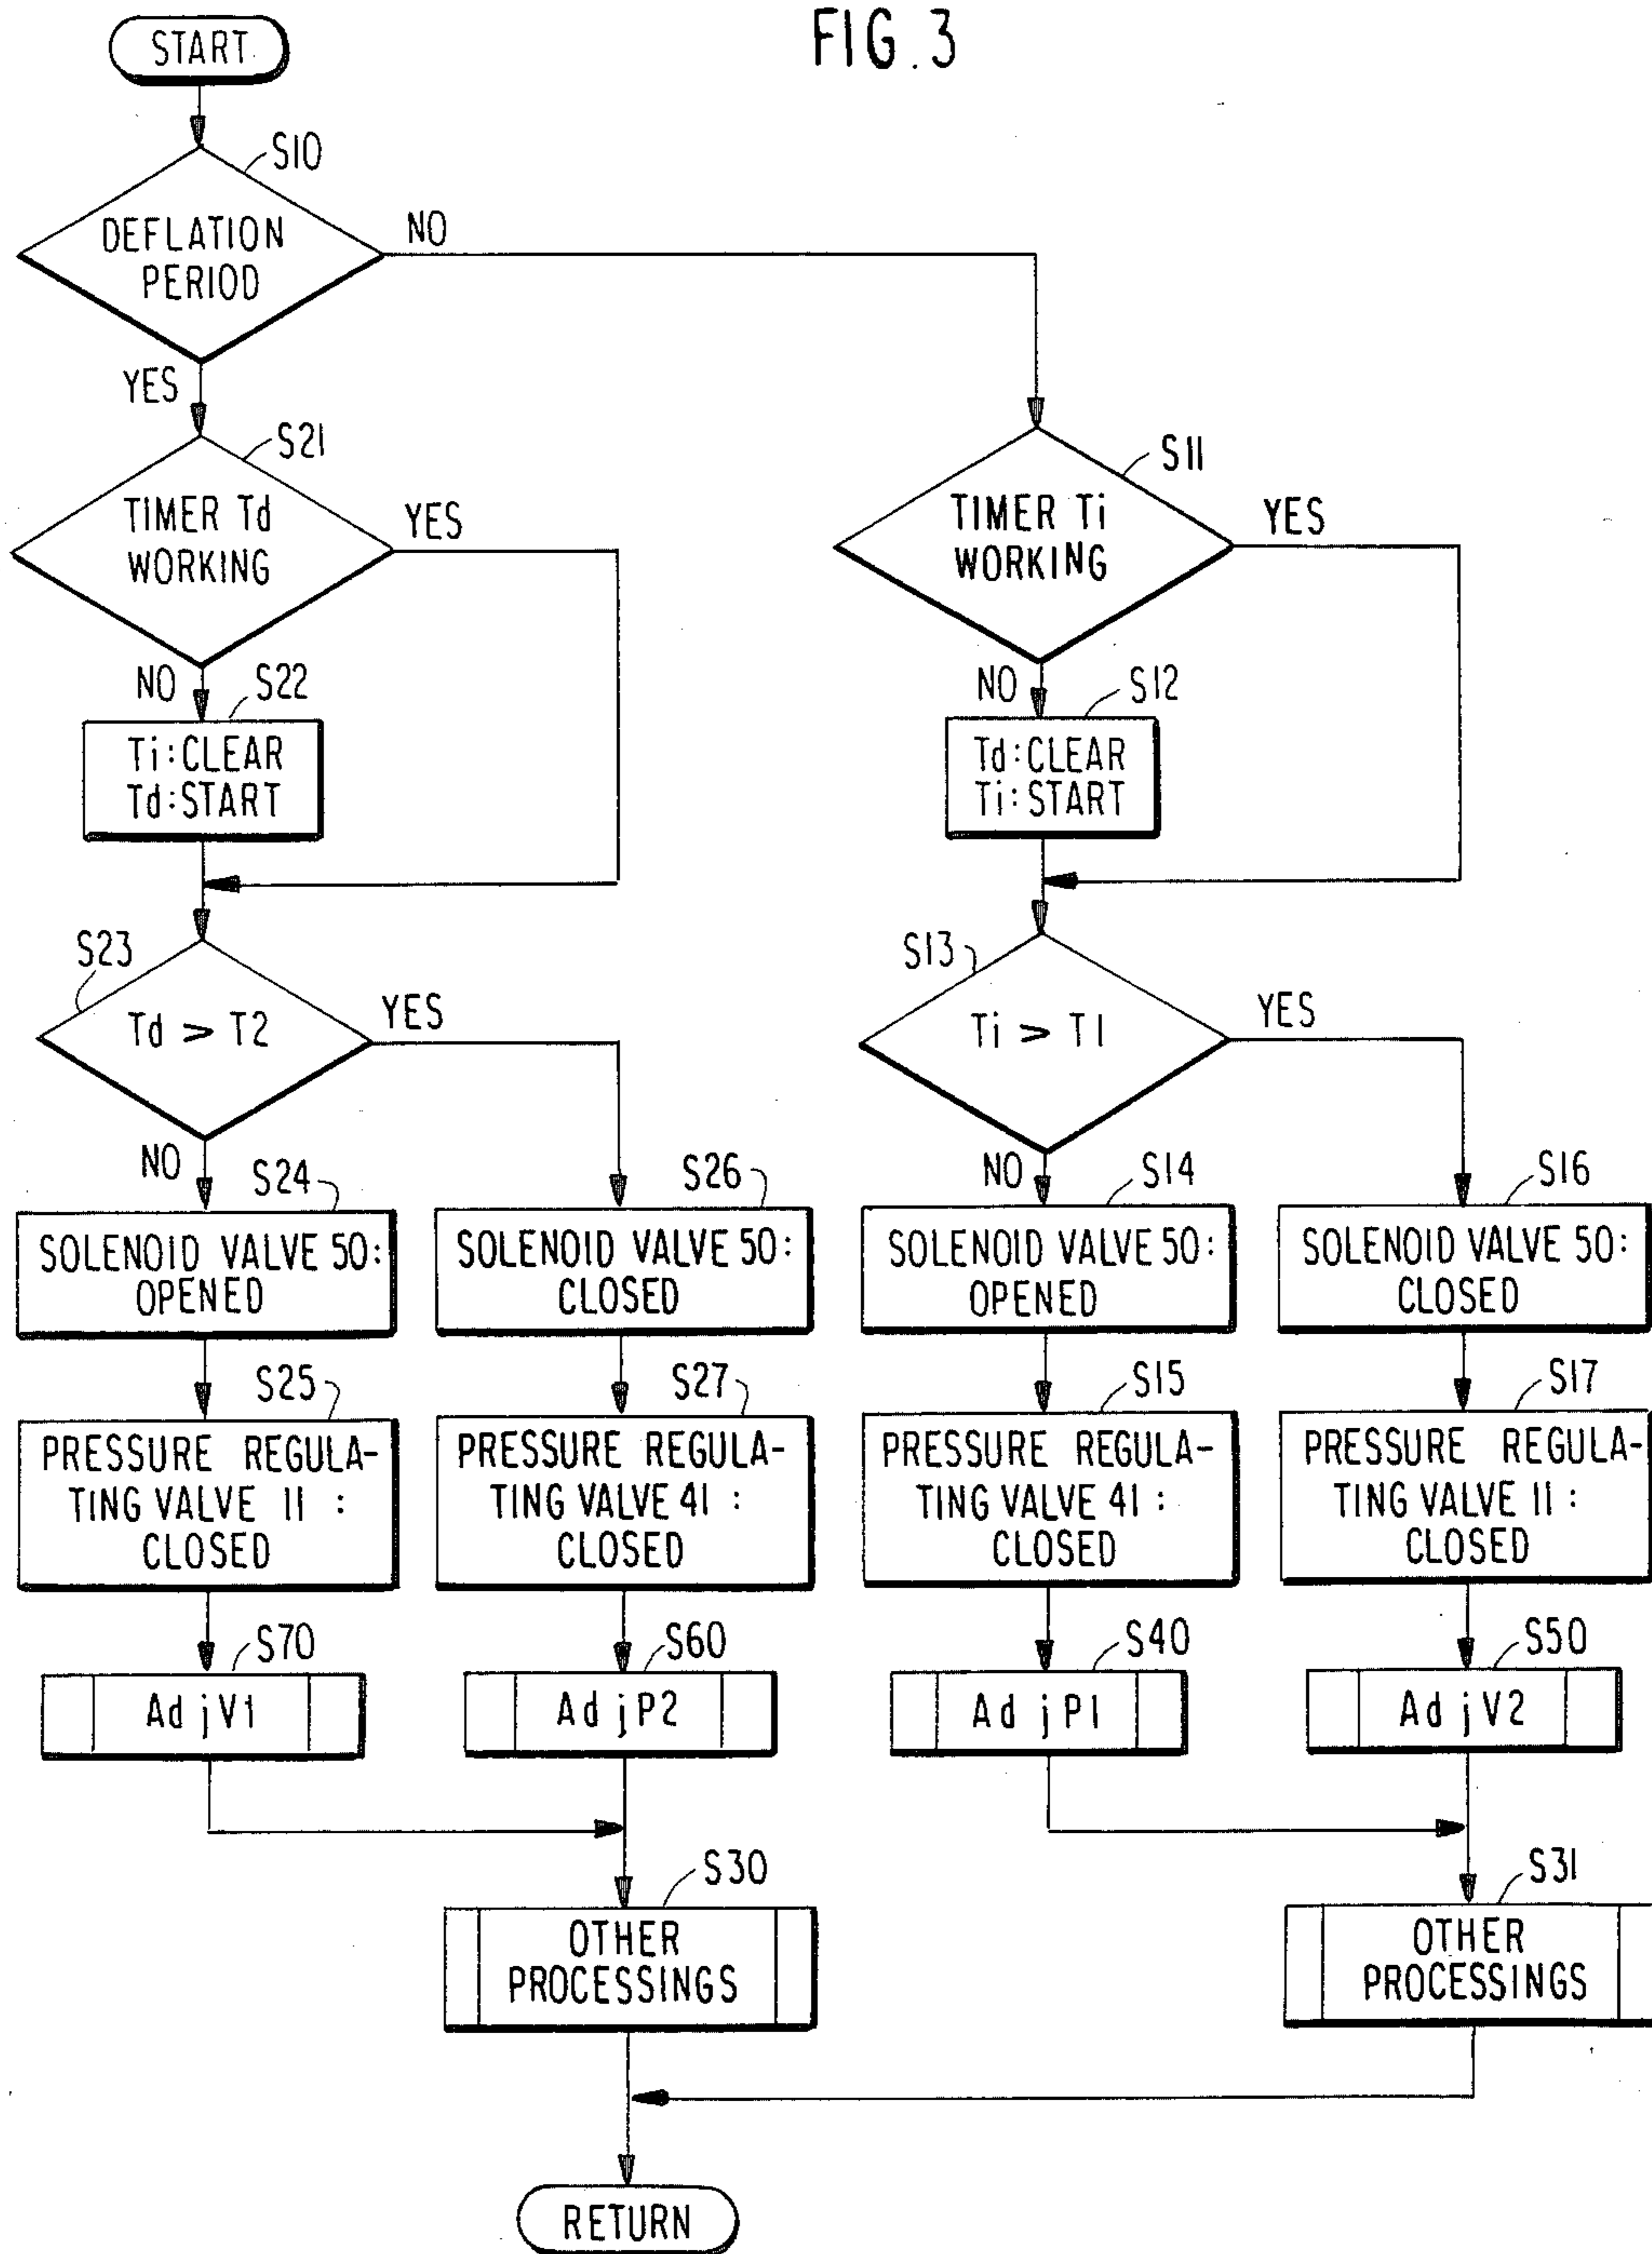 FIG. 3
START
S10
DEFLATION
PERIOD
NO
YES
S21
TIMER Td
WORKING
YES
NO
S22
Ti:CLEAR
Td:START
S11
TIMER Ti
WORKING
YES
NO
S12
Td:CLEAR
Ti:START
S23
Td > T2
YES
NO
S13
Ti > T1
YES
NO
S24
SOLENOID VALVE 50:
OPENED
S26
SOLENOID VALVE 50:
CLOSED
S14
SOLENOID VALVE 50:
OPENED
S16
SOLENOID VALVE 50:
CLOSED
S25
PRESSURE REGULA-
TING VALVE 11 :
CLOSED
S27
PRESSURE REGULA-
TING VALVE 41 :
CLOSED
S15
PRESSURE REGULA-
TING VALVE 41 :
CLOSED
S17
PRESSURE REGULA-
TING VALVE 11 :
CLOSED
S70
AdjV1
S60
AdjP2
S40
AdjP1
S50
AdjV2
S30
OTHER
PROCESSINGS
S31
OTHER
PROCESSINGS
RETURN